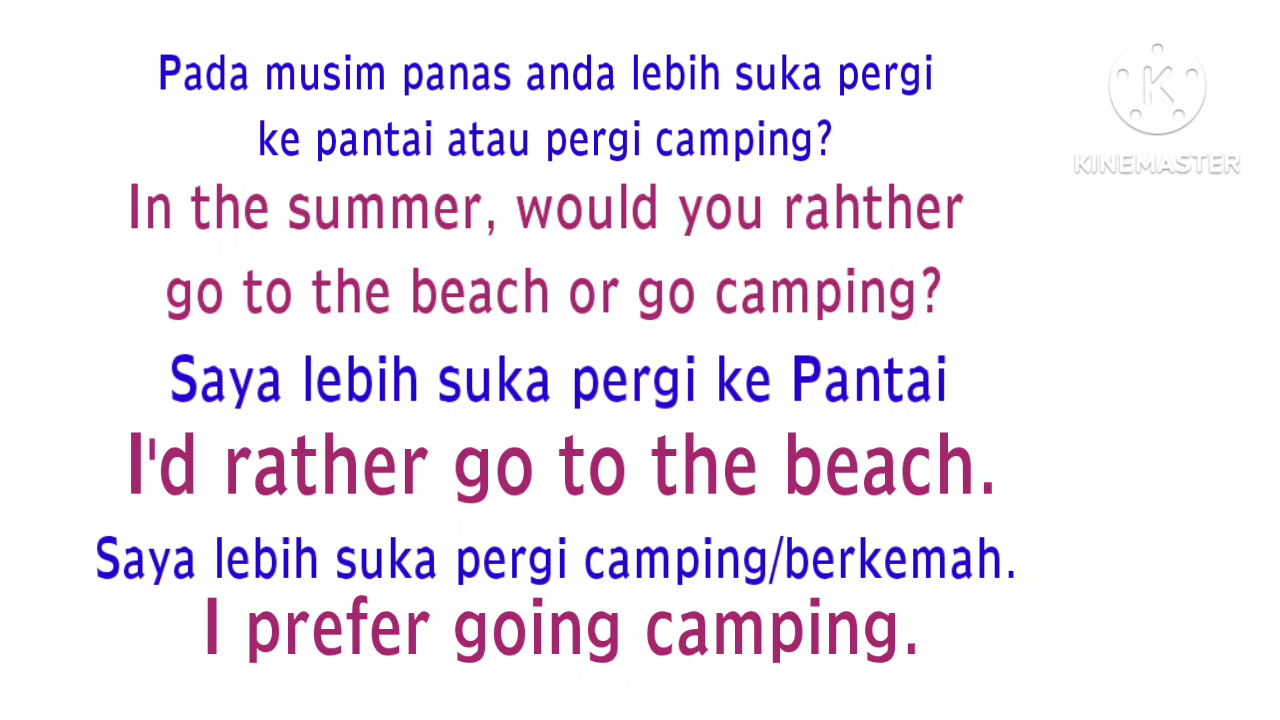 Pada musim panas anda lebih suka pergi
ke pantai atau pergi camping?
In the summer, would you rahther
go to the beach or go camping?
Saya lebih suka pergi ke Pantai
I'd rather go to the beach.
Saya lebih suka pergi camping/berkemah.
I prefer going camping.
K
KINEMASTER